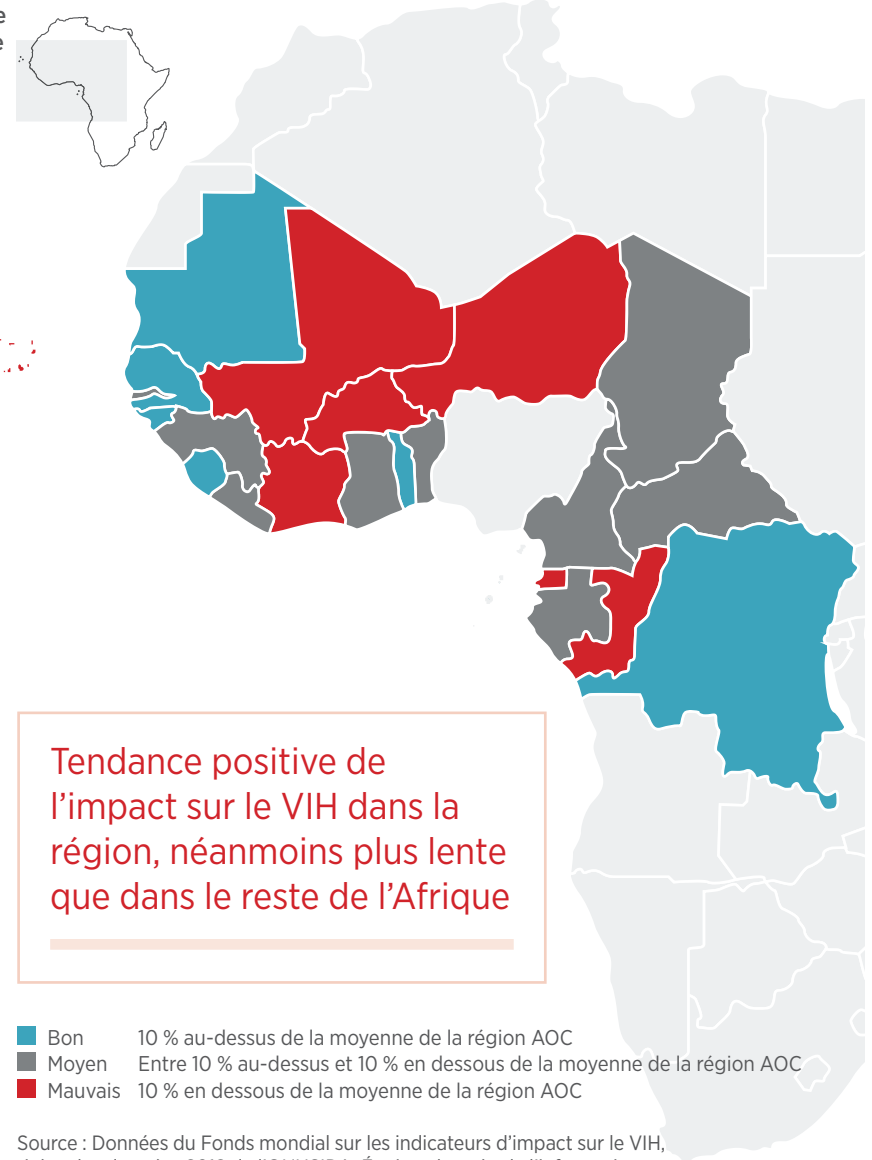 Tendance positive de
l’impact sur le VIH dans la
région, néanmoins plus lente
que dans le reste de l’Afrique
Bon 10 % au-dessus de la moyenne de la région AOC
Moyen Entre 10 % au-dessus et 10 % en dessous de la moyenne de la région AOC
Mauvais 10 % en dessous de la moyenne de la région AOC
Source : Données du Fonds mondial sur les indicateurs d’impact sur le VIH,